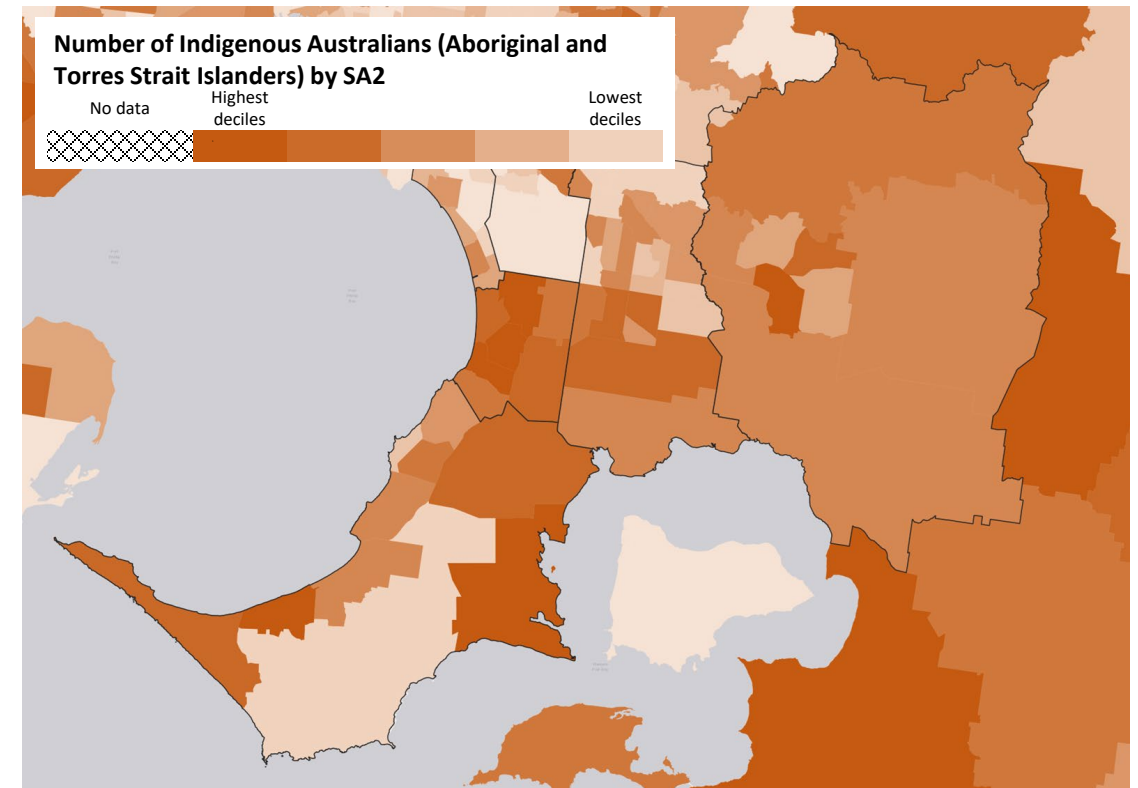 Number of Indigenous Australians (Aboriginal and
Torres Strait Islanders) by SA2
No data
Highest
deciles
Lowest
deciles